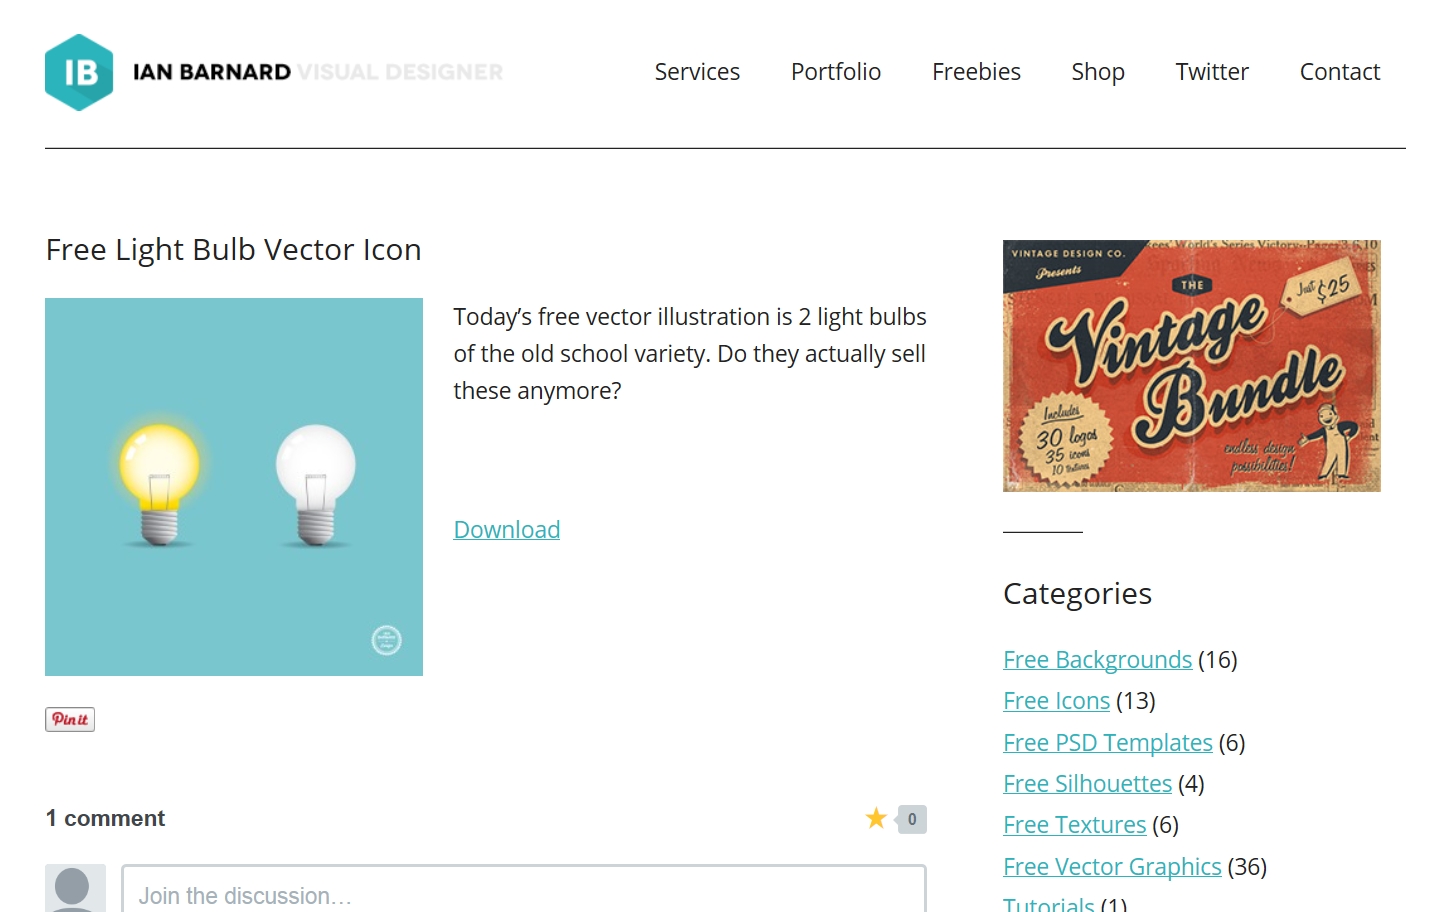 IB IAN BARNARD VISUAL DESIGNER
Services Portfolio Freebies Shop Twitter Contact
Free Light Bulb Vector Icon
Today’s free vector illustration is 2 light bulbs
of the old school variety. Do they actually sell
these anymore?
Download
Pin it
1 comment
0
Join the discussion…
VINTAGE DESIGN CO.
Presents
THE
Vintage
Bundle
Just $25
Includes
30 logos
35 icons
10 textures
endless design
possibilities!
Categories
Free Backgrounds (16)
Free Icons (13)
Free PSD Templates (6)
Free Silhouettes (4)
Free Textures (6)
Free Vector Graphics (36)
Tutorials (1)